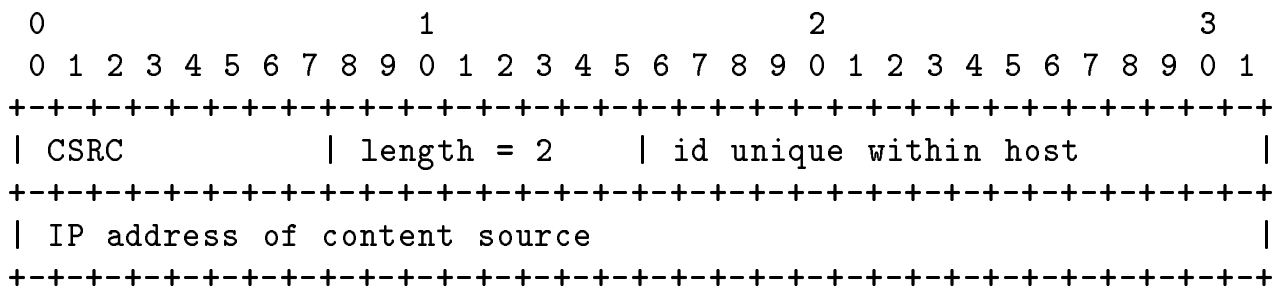 0                   1                   2                   3
 0 1 2 3 4 5 6 7 8 9 0 1 2 3 4 5 6 7 8 9 0 1 2 3 4 5 6 7 8 9 0 1
+-+-+-+-+-+-+-+-+-+-+-+-+-+-+-+-+-+-+-+-+-+-+-+-+-+-+-+-+-+-+-+-+
| CSRC          | length = 2    | id unique within host         |
+-+-+-+-+-+-+-+-+-+-+-+-+-+-+-+-+-+-+-+-+-+-+-+-+-+-+-+-+-+-+-+-+
| IP address of content source                                  |
+-+-+-+-+-+-+-+-+-+-+-+-+-+-+-+-+-+-+-+-+-+-+-+-+-+-+-+-+-+-+-+-+